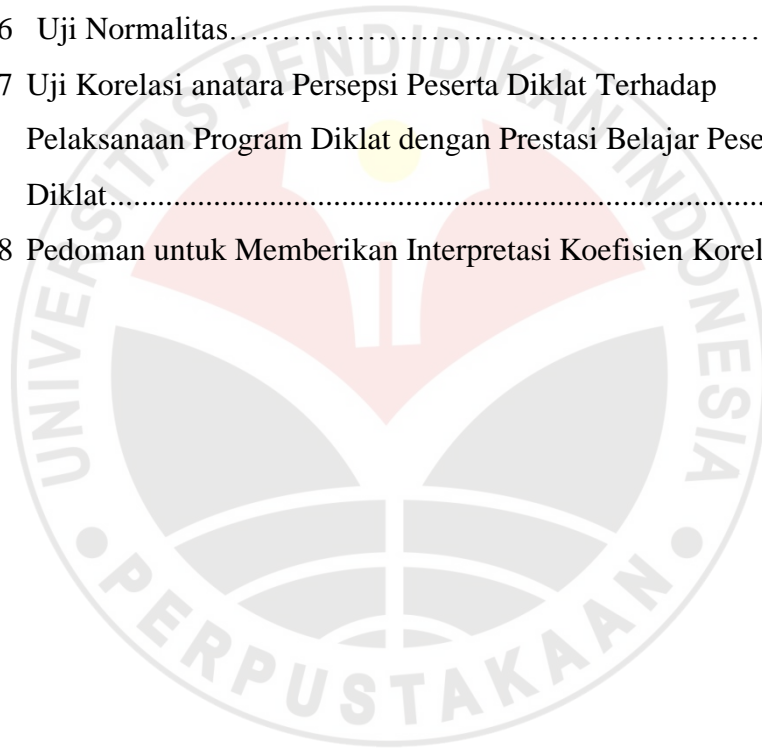 6 Uji Normalitas………………………………………………
7 Uji Korelasi anatara Persepsi Peserta Diklat Terhadap
Pelaksanaan Program Diklat dengan Prestasi Belajar Pese
Diklat...........................................................................
8 Pedoman untuk Memberikan Interpretasi Koefisien Korel
UNIVERSITAS PENDIDIKAN INDONESIA
PERPUSTAKAAN